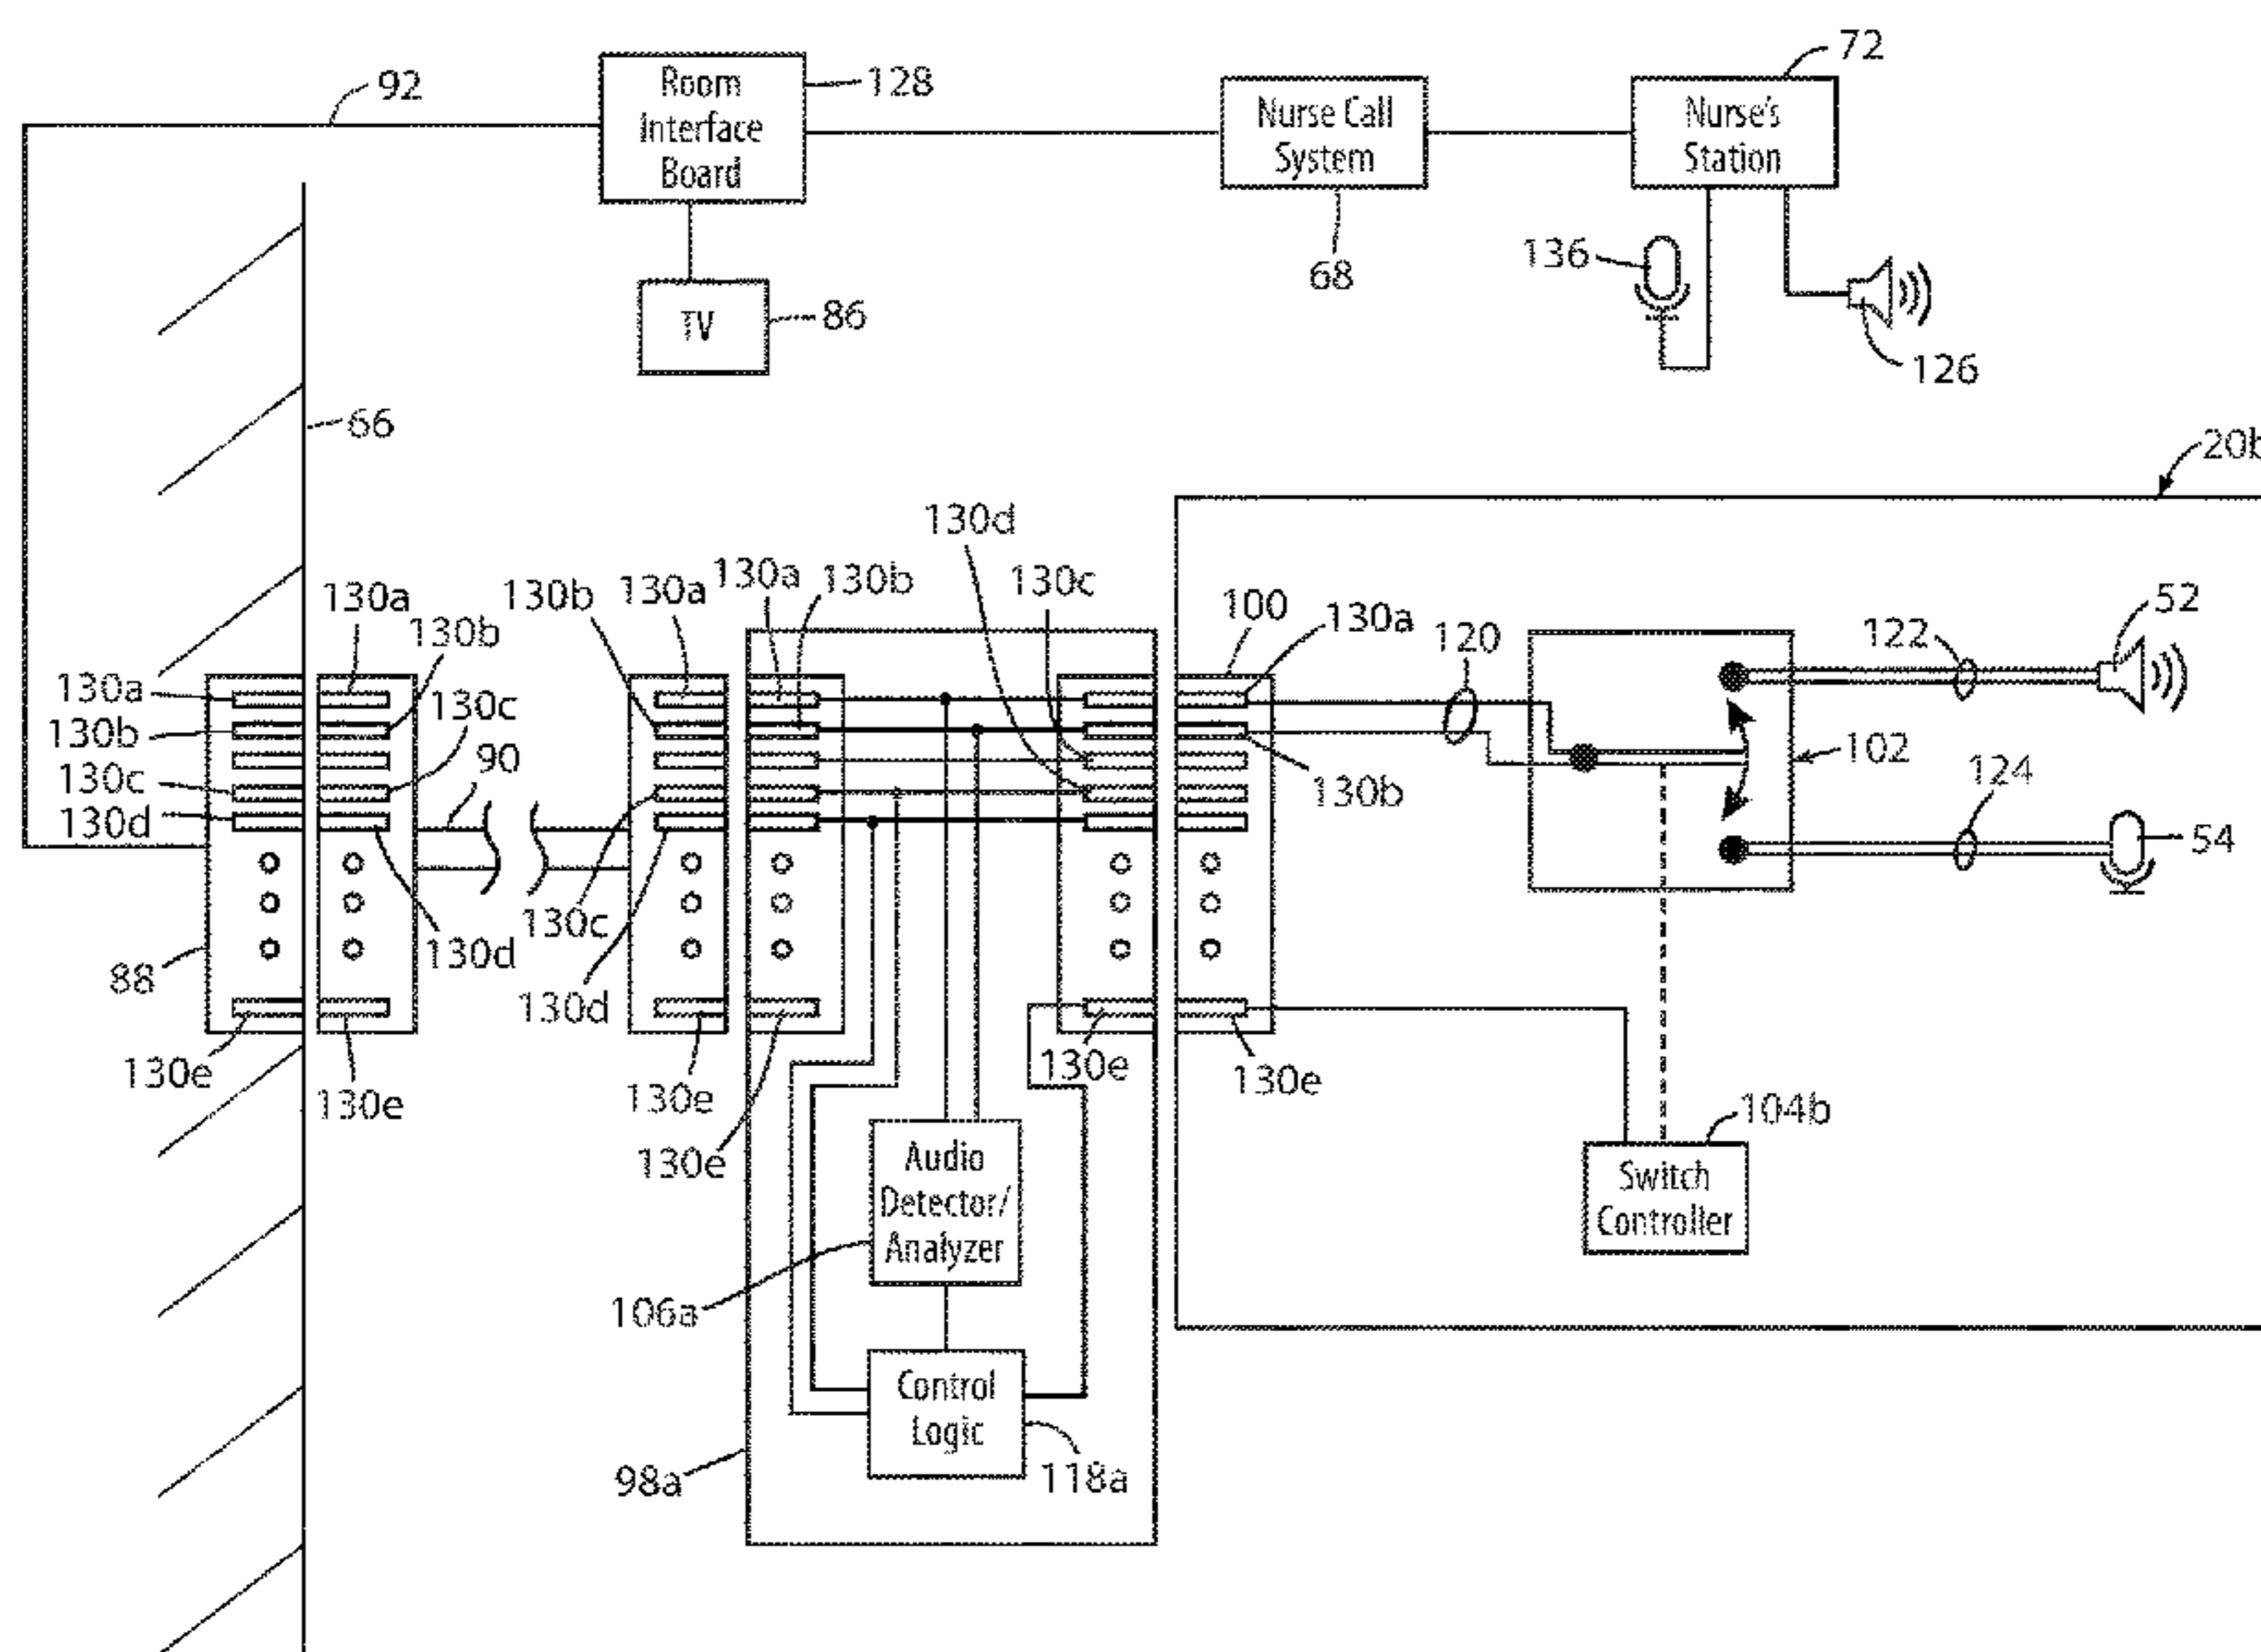 72
92
Room
Interface
Board
128
Nurse Call
System
Nurse's
Station
136
68
TV
86
126
66
20b
130d
130a
130b
130a
130b
130a
130b
130c
100
130a
120
122
52
130a
130b
130c
130d
130c
90
102
130b
124
54
130c
130d
130d
88
130e
130e
130e
130e
130e
130e
104b
Audio
Detector/
Analyzer
Switch
Controller
106a
Control
Logic
98a
118a